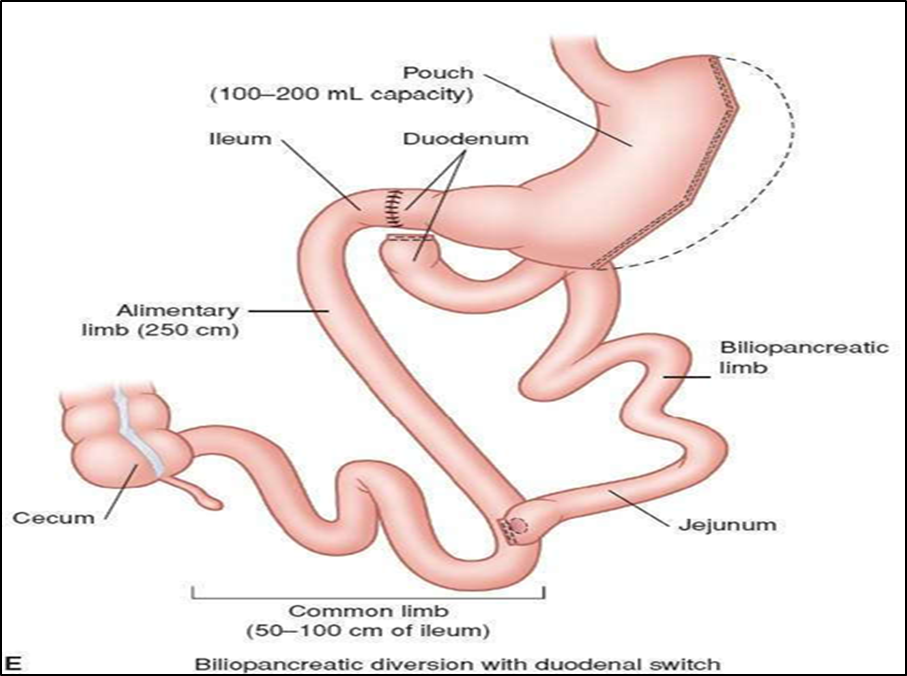 Pouch
(100–200 mL capacity)
Ileum
Duodenum
Alimentary
limb (250 cm)
Biliopancreatic
limb
Cecum
Jejunum
Common limb
(50–100 cm of ileum)
E
Biliopancreatic diversion with duodenal switch